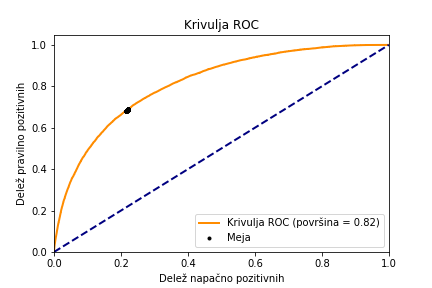 Krivulja ROC
Delež pravilno pozitivnih
1.0
0.8
0.6
0.4
0.2
0.0
Krivulja ROC (površina = 0.82)
Meja
0.0 0.2 0.4 0.6 0.8 1.0
Delež napačno pozitivnih